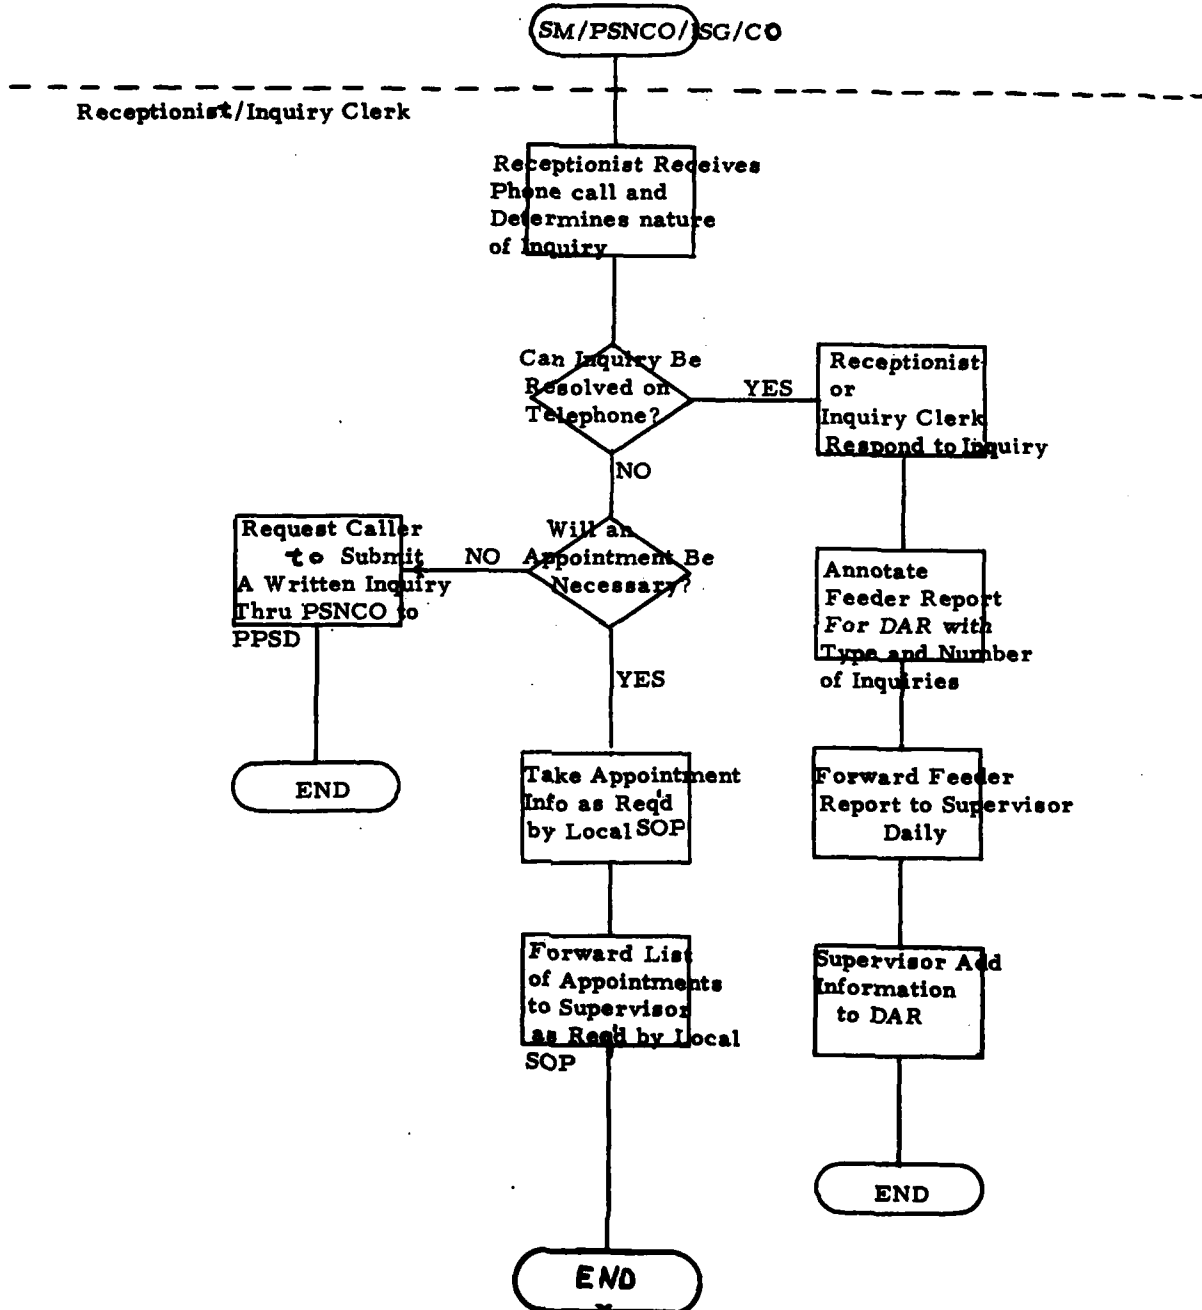 SM/PSNCO/ISG/CO
Receptionist/Inquiry Clerk
Receptionist Receives
Phone call and
Determines nature
of Inquiry
Can Inquiry Be
Resolved on
Telephone?
YES
Receptionist
or
Inquiry Clerk
Respond to Inquiry
NO
Will an
Appointment Be
Necessary?
NO
Request Caller
to Submit
A Written Inquiry
Thru PSNCO to
PPSD
END
YES
Annotate
Feeder Report
For DAR with
Type and Number
of Inquiries
Take Appointment
Info as Req'd
by Local SOP
Forward Feeder
Report to Supervisor
Daily
Forward List
of Appointments
to Supervisor
as Req'd by Local
SOP
Supervisor Add
Information
to DAR
END
END